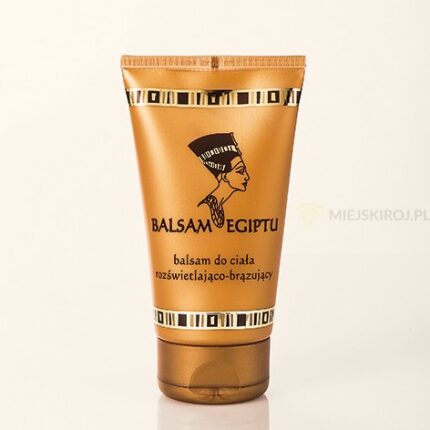 BALSAM EGIPTU
balsam do ciała
rozświetlająco-brązujący
MIEJSKIROJ.PL